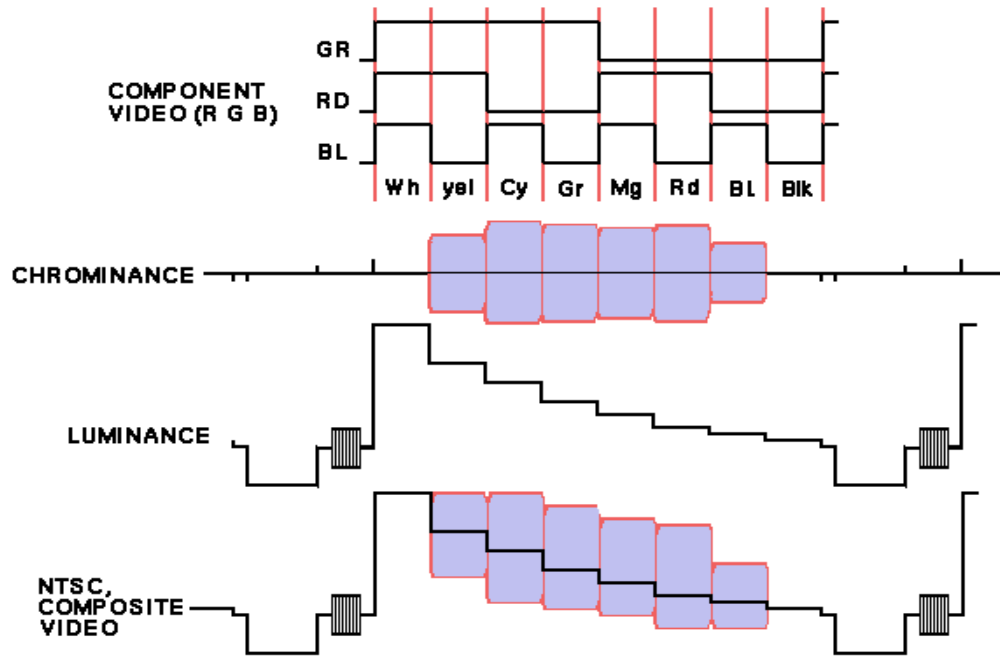 GR
COMPONENT
VIDEO (R G B)
RD
BL
Wh yel Cy Gr Mg Rd BL Blk
CHROMINANCE
LUMINANCE
NTSC,
COMPOSITE
VIDEO